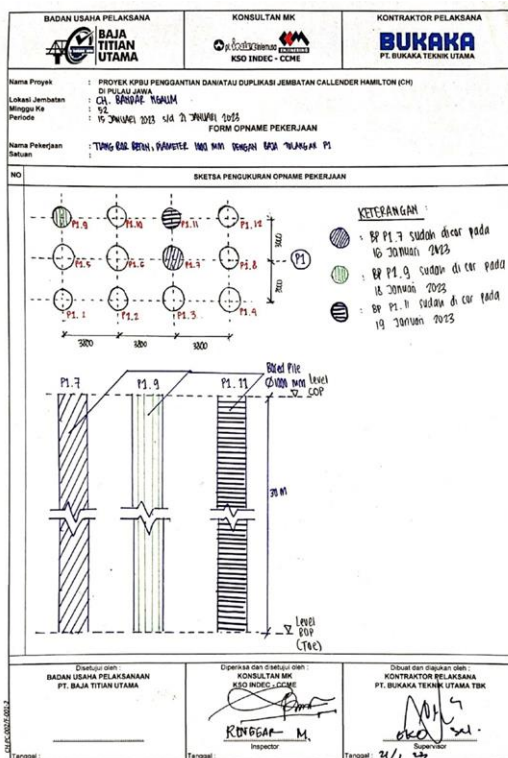 BADAN USAHA PELAKSANA
BAJA
TITIAN
UTAMA
KONSULTAN MK
ENGINEERING
KSO INDEC - CCME
KONTRAKTOR PELAKSANA
BUKAKA
PT. BUKAKA TEKNIK UTAMA
Nama Proyek : PROYEK KPBU PENGGANTIAN DAN/ATAU DUPLIKASI JEMBATAN CALLENDER HAMILTON (CH)
DI PULAU JAWA
Lokasi Jembatan : CH. BANDAR NGALIM
Minggu Ke : 52
Periode : 15 JANUARI 2023 s/d 21 JANUARI 2023
FORM OPNAME PEKERJAAN
Nama Pekerjaan : TIANG BOR BETON, DIAMETER 1000 MM DENGAN BAJA TULANGAN P1
Satuan :
NO
SKETSA PENGUKURAN OPNAME PEKERJAAN
P1.9 P1.10 P1.11 P1.12
P1.5 P1.6 P1.7 P1.8
P1.1 P1.2 P1.3 P1.4
P1
3000
KETERANGAN :
: BP P1.7 sudah dicor pada
16 Januari 2023
: BP P1.9 sudah di cor pada
18 Januari 2023
: BP P1.11 sudah di cor pada
19 Januari 2023
P1.7 P1.9 P1.11
Bored Pile
Ø1000 mm
Level
COP
30 M
Level
BOP
(Toe)
Disetujui oleh :
BADAN USAHA PELAKSANAAN
PT. BAJA TITIAN UTAMA
Tanggal :
Diperiksa dan disetujui oleh :
KONSULTAN MK
KSO INDEC - CCME
RINGGAR M.
Inspector
Tanggal :
Dibuat dan diajukan oleh :
KONTRAKTOR PELAKSANA
PT. BUKAKA TEKNIK UTAMA TBK
Supervisor
Tanggal :